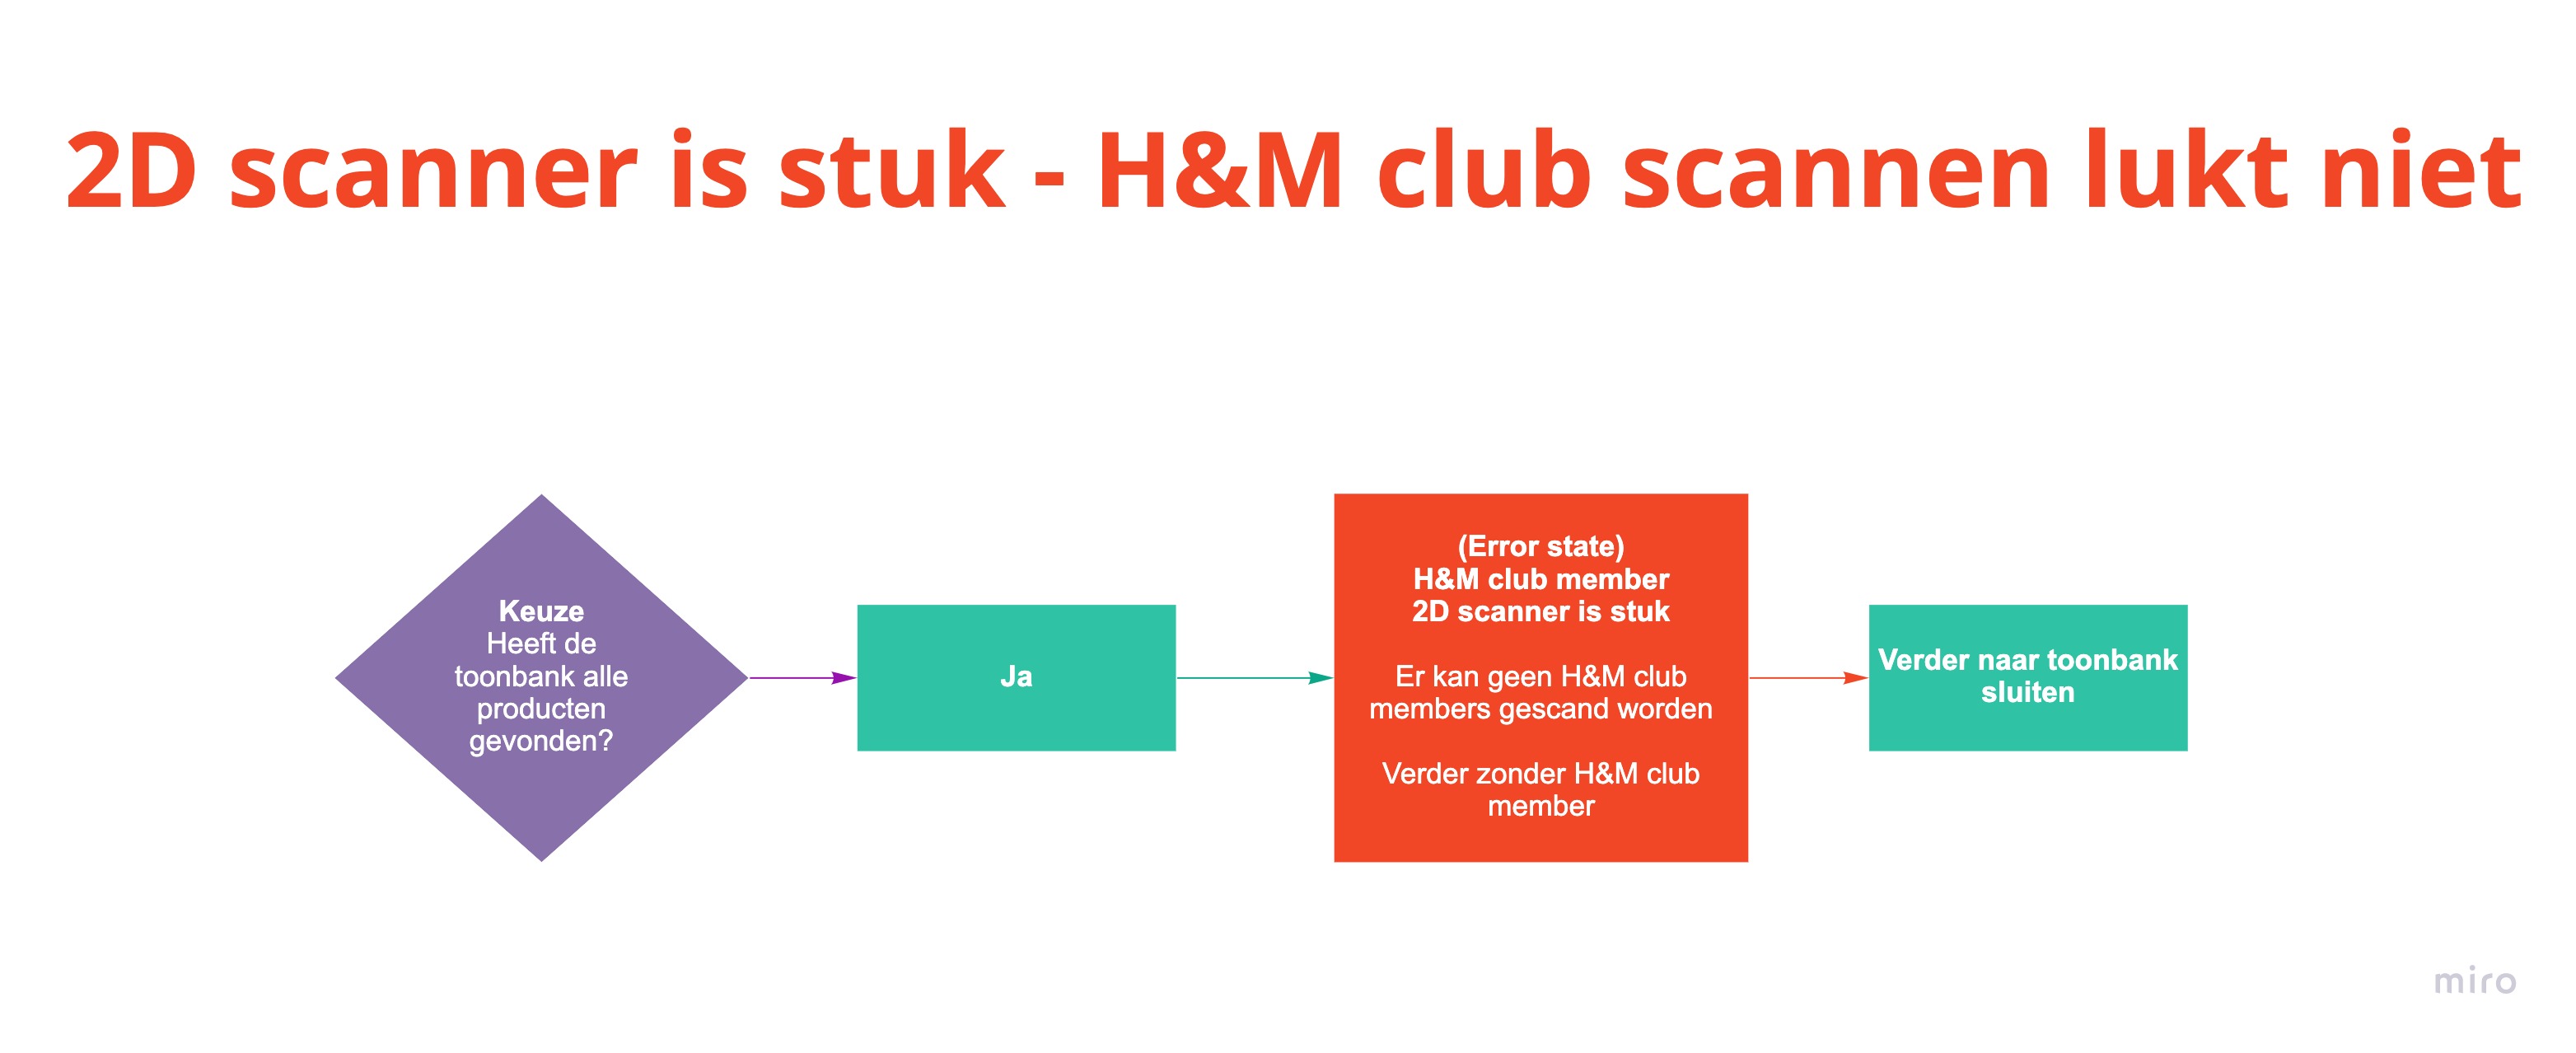 2D scanner is stuk - H&M club scannen lukt niet
Keuze
Heeft de
toonbank alle
producten
gevonden?
Ja
(Error state)
H&M club member
2D scanner is stuk
Er kan geen H&M club
members gescand worden
Verder zonder H&M club
member
Verder naar toonbank
sluiten
miro